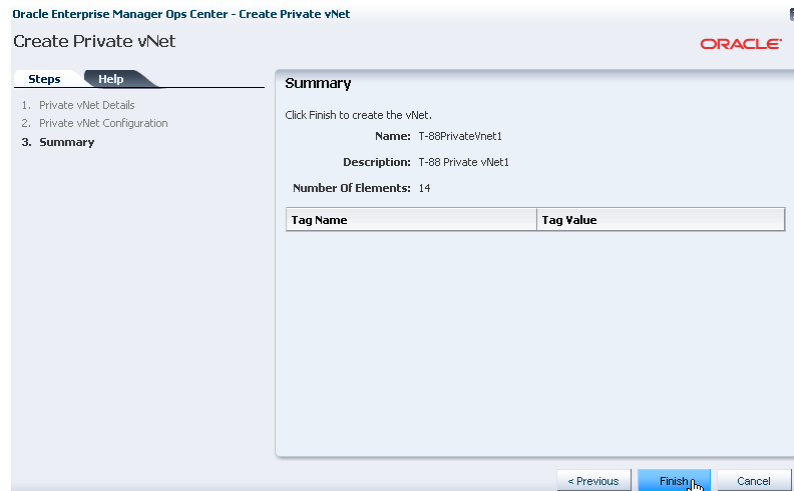 Oracle Enterprise Manager Ops Center - Create Private vNet
Create Private vNet
ORACLE
Steps
Help
1. Private vNet Details
2. Private vNet Configuration
3. Summary
Summary
Click Finish to create the vNet.
Name: T-88PrivateVnet1
Description: T-88 Private vNet1
Number Of Elements: 14
Tag Name Tag Value
< Previous Finish Cancel